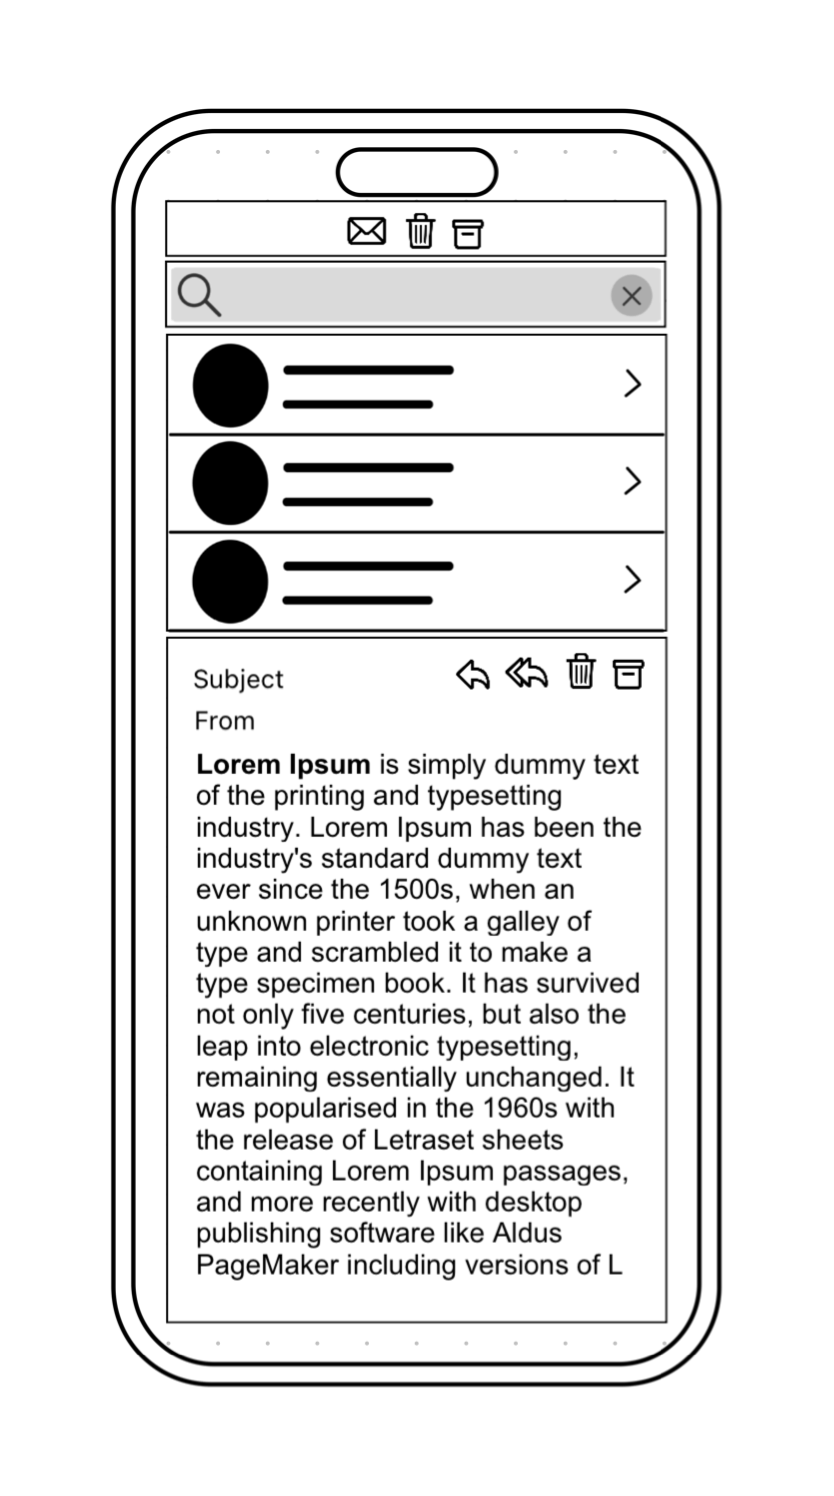 Subject
From
Lorem Ipsum is simply dummy text
of the printing and typesetting
industry. Lorem Ipsum has been the
industry's standard dummy text
ever since the 1500s, when an
unknown printer took a galley of
type and scrambled it to make a
type specimen book. It has survived
not only five centuries, but also the
leap into electronic typesetting,
remaining essentially unchanged. It
was popularised in the 1960s with
the release of Letraset sheets
containing Lorem Ipsum passages,
and more recently with desktop
publishing software like Aldus
PageMaker including versions of L